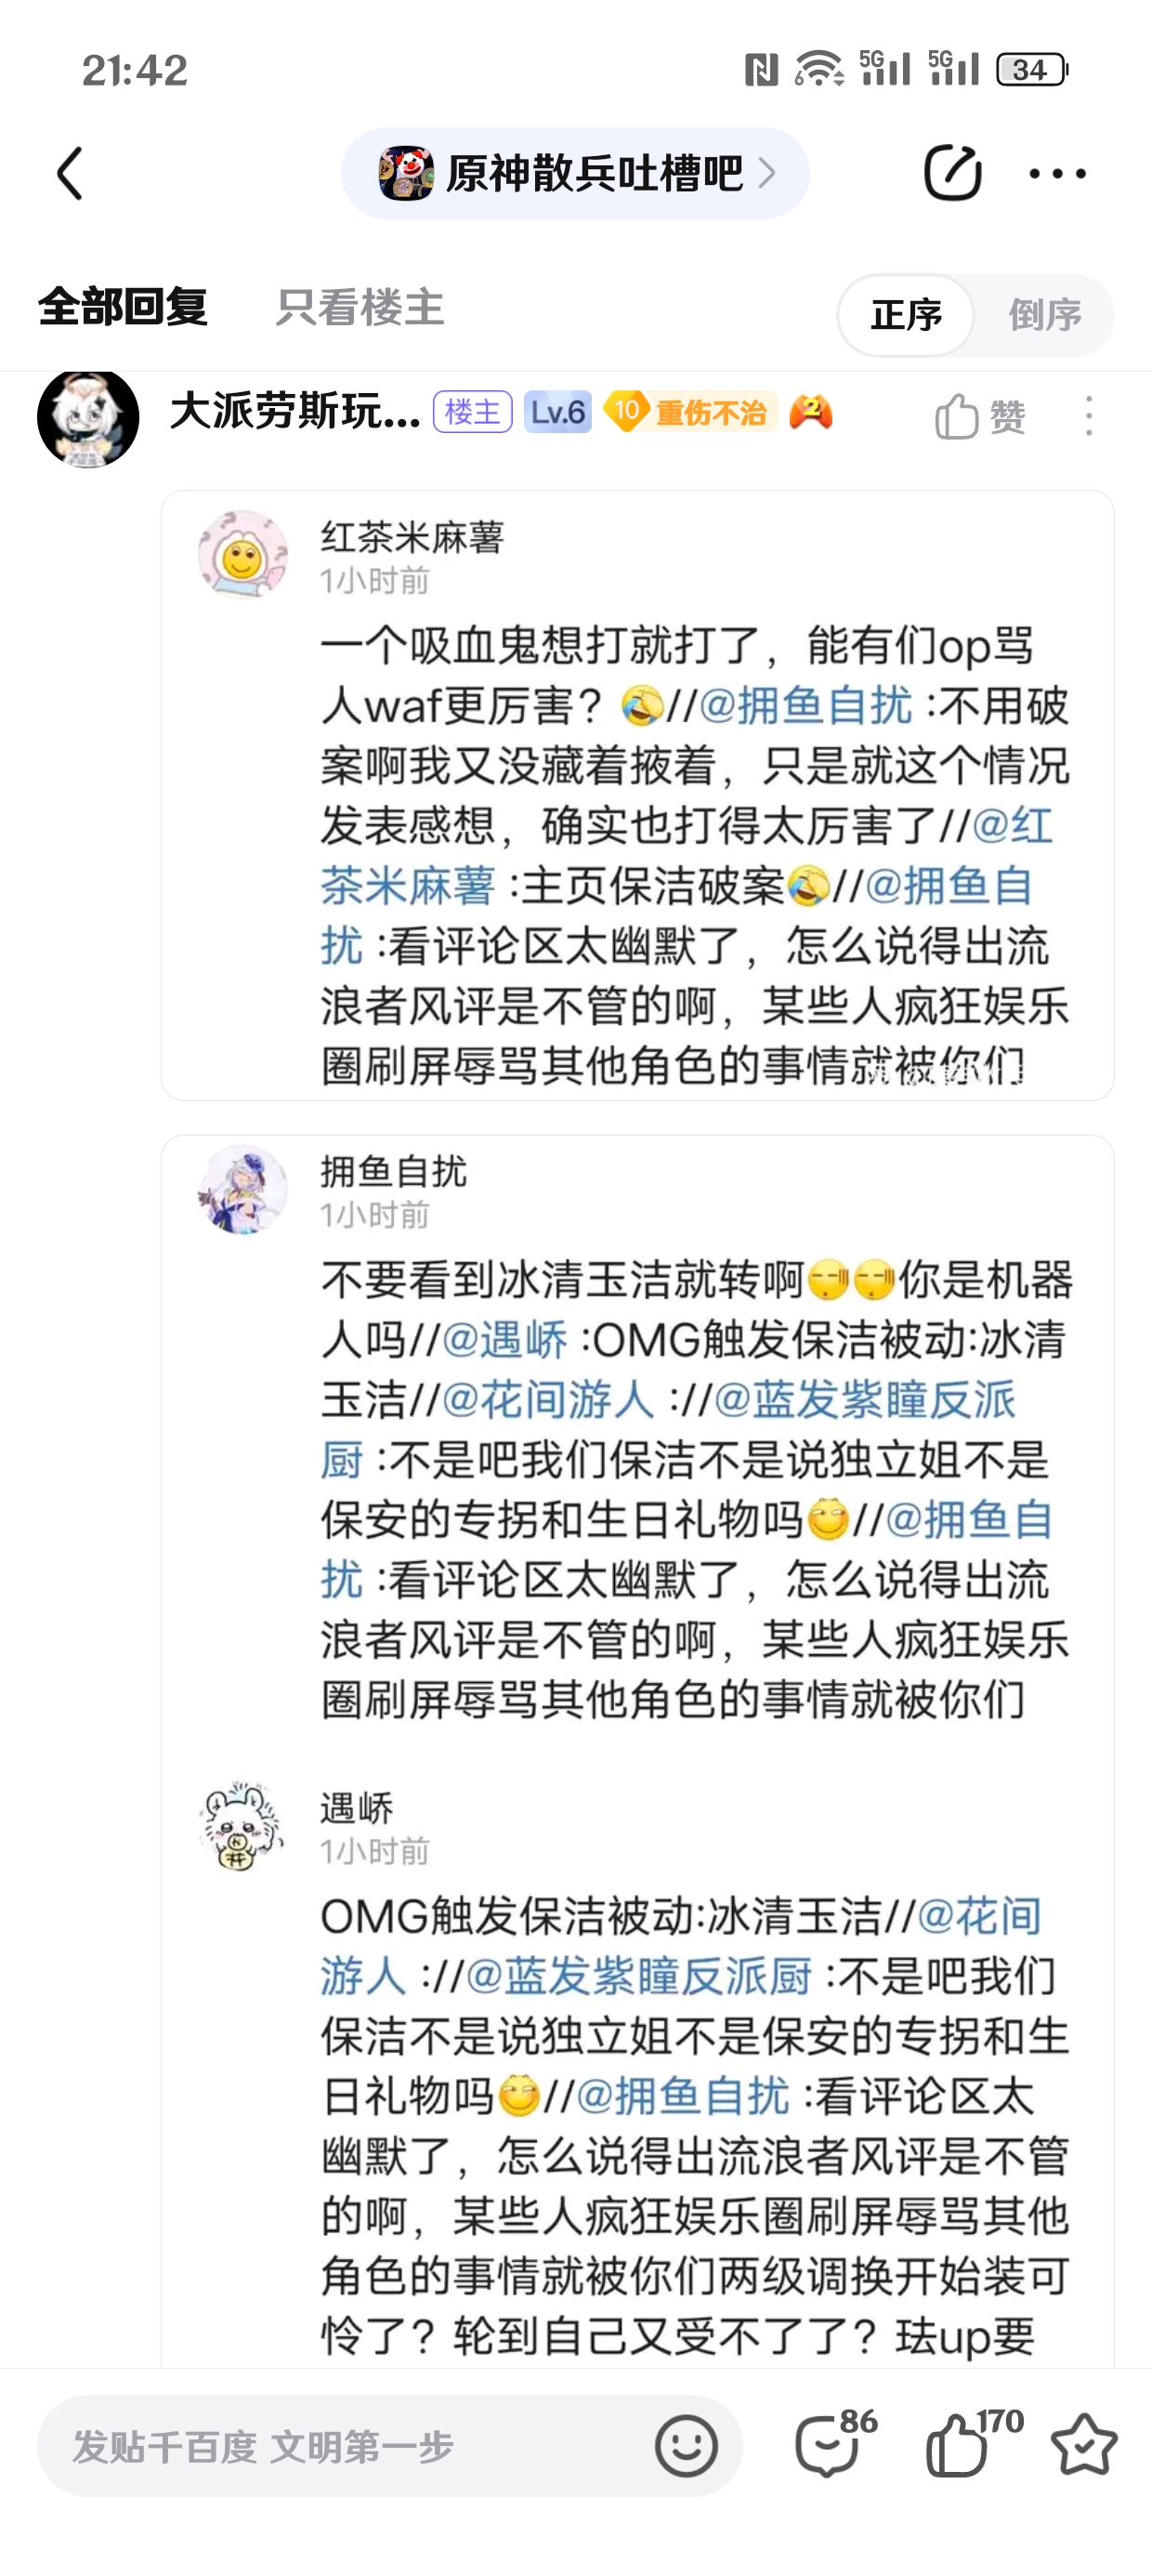 21:42
5G 5G 34
原神散兵吐槽吧
全部回复 只看楼主 正序 倒序
大派劳斯玩... 楼主 Lv.6 10 重伤不治 2 赞
红茶米麻薯
1小时前
一个吸血鬼想打就打了，能有们op骂
人waf更厉害？//@拥鱼自扰 :不用破
案啊我又没藏着掖着，只是就这个情况
发表感想，确实也打得太厉害了//@红
茶米麻薯 :主页保洁破案//@拥鱼自
扰 :看评论区太幽默了，怎么说得出流
浪者风评是不管的啊，某些人疯狂娱乐
圈刷屏辱骂其他角色的事情就被你们
拥鱼自扰
1小时前
不要看到冰清玉洁就转啊你是机器
人吗//@遇峤 :OMG触发保洁被动:冰清
玉洁//@花间游人 ://@蓝发紫瞳反派
厨 :不是吧我们保洁不是说独立姐不是
保安的专拐和生日礼物吗//@拥鱼自
扰 :看评论区太幽默了，怎么说得出流
浪者风评是不管的啊，某些人疯狂娱乐
圈刷屏辱骂其他角色的事情就被你们
遇峤
1小时前
OMG触发保洁被动:冰清玉洁//@花间
游人 ://@蓝发紫瞳反派厨 :不是吧我们
保洁不是说独立姐不是保安的专拐和生
日礼物吗//@拥鱼自扰 :看评论区太
幽默了，怎么说得出流浪者风评是不管
的啊，某些人疯狂娱乐圈刷屏辱骂其他
角色的事情就被你们两级调换开始装可
怜了？轮到自己又受不了了？珐up要
发贴千百度 文明第一步 86 170